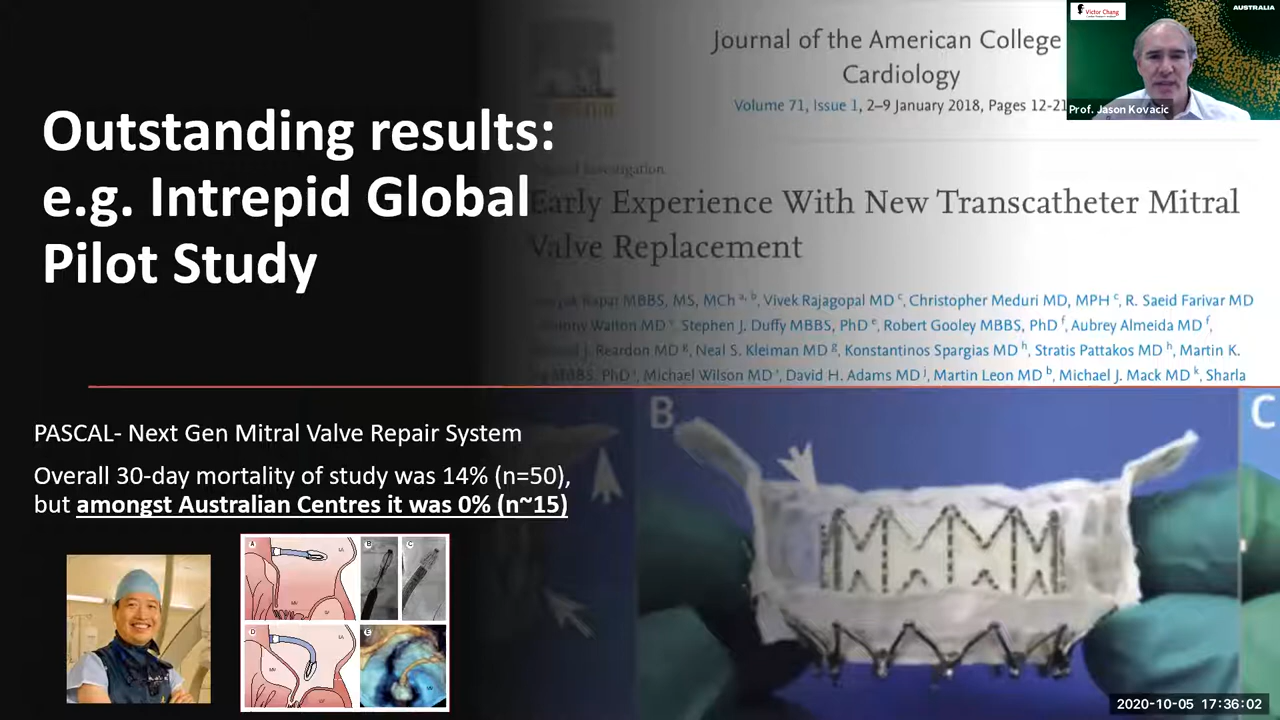 Outstanding results:
e.g. Intrepid Global
Pilot Study
PASCAL- Next Gen Mitral Valve Repair System
Overall 30-day mortality of study was 14% (n=50),
but amongst Australian Centres it was 0% (n~15)
Journal of the American College
Cardiology
Volume 71, Issue 1, 2–9 January 2018, Pages 12-21
Investigation
Early Experience With New Transcatheter Mitral
Valve Replacement
Bapat MBBS, MS, MCh a, b, Vivek Rajagopal MD c, Christopher Meduri MD, MPH c, R. Saeid Farivar MD
Walton MD e, Stephen J. Duffy MBBS, PhD e, Robert Gooley MBBS, PhD f, Aubrey Almeida MD f,
J. Reardon MD g, Neal S. Kleiman MD g, Konstantinos Spargias MD h, Stratis Pattakos MD h, Martin K.
MBBS, PhD i, Michael Wilson MD i, David H. Adams MD j, Martin Leon MD b, Michael J. Mack MD k, Sharla
Victor Chang
AUSTRALIA
Prof. Jason Kovacic
A
B
C
D
E
B
C
2020-10-05 17:36:02